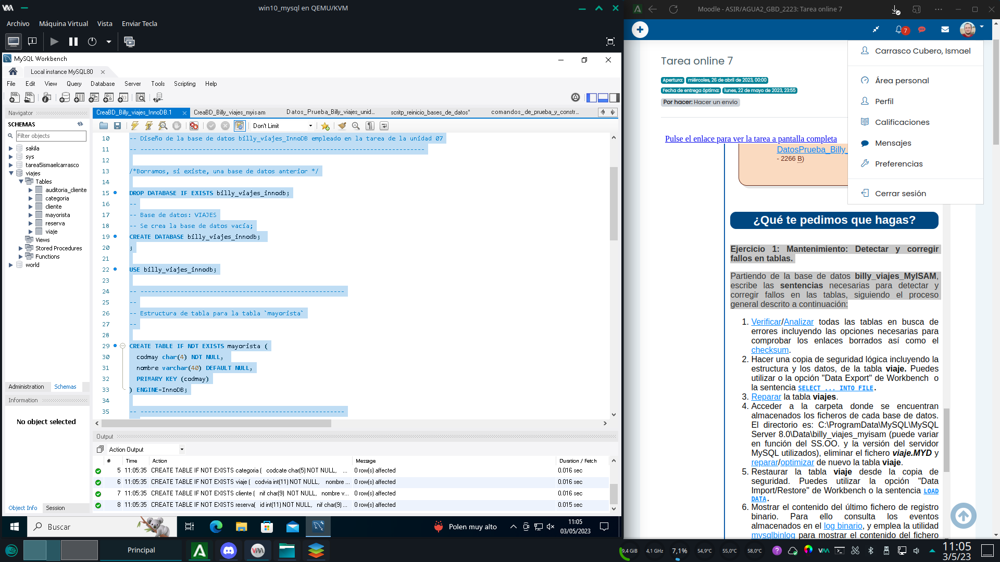 win10_mysql en QEMU/KVM
Archivo Máquina Virtual Vista Enviar Tecla
MySQL Workbench
Local instance MySQL80
File Edit View Query Database Server Tools Scripting Help
Navigator
SCHEMAS
Filter objects
sakila
sys
tarea5ismaelcarrasco
viajes
Tables
auditoria_cliente
categoria
cliente
mayorista
reserva
viaje
Views
Stored Procedures
Functions
world
Administration Schemas
Information
No object selected
Object Info Session
CreaBD_Billy_viajes_InnoDB.1 CreaBD_Billy_viajes_myisam Datos_Prueba_Billy_viajes_unid... scritp_reinicio_bases_de_datos* comandos_de_prueba_y_constr...
Don't Limit
10 -- Diseño de la base de datos billy_viajes_InnoDB empleado en la tarea de la unidad 07
11 -- -------------------------------------------------------------------------------
12
13 /*Borramos, si existe, una base de datos anterior */
14
15 DROP DATABASE IF EXISTS billy_viajes_innodb;
16 --
17 -- Base de datos: VIAJES
18 -- Se crea la base de datos vacía;
19 CREATE DATABASE billy_viajes_innodb;
20 ;
21
22 USE billy_viajes_innodb;
23
24 -- ---------------------------------------------------------
25 --
26 -- Estructura de tabla para la tabla `mayorista`
27 --
28
29 CREATE TABLE IF NOT EXISTS mayorista (
30 codmay char(4) NOT NULL,
31 nombre varchar(40) DEFAULT NULL,
32 PRIMARY KEY (codmay)
33 ) ENGINE=InnoDB;
34
35 -- ---------------------------------------------------------
Output
Action Output
# Time Action Message Duration / Fetch
5 11:05:35 CREATE TABLE IF NOT EXISTS categoria ( codcate char(5) NOT NULL, ... 0 row(s) affected 0.016 sec
6 11:05:35 CREATE TABLE IF NOT EXISTS viaje ( codvia int(11) NOT NULL, nombre ... 0 row(s) affected 0.016 sec
7 11:05:35 CREATE TABLE IF NOT EXISTS cliente ( nif char(9) NOT NULL, nombre v... 0 row(s) affected 0.016 sec
8 11:05:35 CREATE TABLE IF NOT EXISTS reserva( id int(11) NOT NULL, nif char(9) ... 0 row(s) affected 0.015 sec
Buscar
Polen muy alto
11:05
03/05/2023
Moodle - ASIR/AGUA2_GBD_2223: Tarea online 7
7
Tarea online 7
Apertura: miércoles, 26 de abril de 2023, 00:00
Fecha de entrega óptima: lunes, 22 de mayo de 2023, 23:55
Por hacer: Hacer un envío
Pulse el enlace para ver la tarea a pantalla completa
DatosPrueba_Billy_
- 2266 B)
Carrasco Cubero, Ismael
Área personal
Perfil
Calificaciones
Mensajes
Preferencias
Cerrar sesión
¿Qué te pedimos que hagas?
Ejercicio 1: Mantenimiento: Detectar y corregir
fallos en tablas.
Partiendo de la base de datos billy_viajes_MyISAM,
escribe las sentencias necesarias para detectar y
corregir fallos en las tablas, siguiendo el proceso
general descrito a continuación:
1. Verificar/Analizar todas las tablas en busca de
errores incluyendo las opciones necesarias para
comprobar los enlaces borrados así como el
checksum.
2. Hacer una copia de seguridad lógica incluyendo la
estructura y los datos, de la tabla viaje. Puedes
utilizar o la opción "Data Export" de Workbench o
la sentencia SELECT ... INTO FILE.
3. Reparar la tabla viajes.
4. Acceder a la carpeta donde se encuentran
almacenados los ficheros de cada base de datos.
El directorio es: C:\ProgramData\MySQL\MySQL
Server 8.0\Data\billy_viajes_myisam (puede variar
en función del SS.OO. y la versión del servidor
MySQL utilizados), eliminar el fichero viaje.MYD y
reparar/optimizar de nuevo la tabla viaje.
5. Restaurar la tabla viaje desde la copia de
seguridad. Puedes utilizar la opción "Data
Import/Restore" de Workbench o la sentencia LOAD
DATA.
6. Mostrar el contenido del último fichero de registro
binario. Para ello consulta los eventos
almacenados en el log binario, y emplea la utilidad
mysqlbinlog para mostrar el contenido del fichero
Principal
9,4 GiB 4,1 GHz 7,1% 54,9°C 55,0°C 58,0°C
11:05
3/5/23